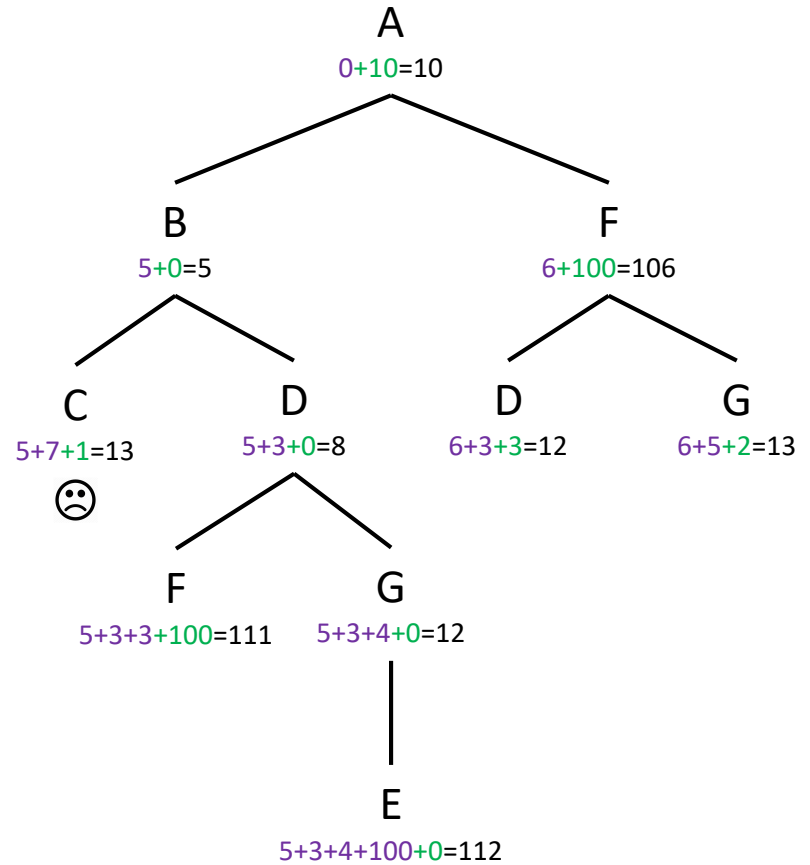 A
0+10=10
B
F
5+0=5
6+100=106
C
D
D
G
5+7+1=13
5+3+0=8
6+3+3=12
6+5+2=13
F
G
5+3+3+100=111
5+3+4+0=12
E
5+3+4+100+0=112